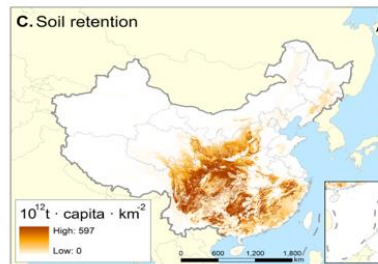 C. Soil retention
10¹²t · capita · km⁻²
High: 597
Low: 0
0 600 1,200 1,800
km